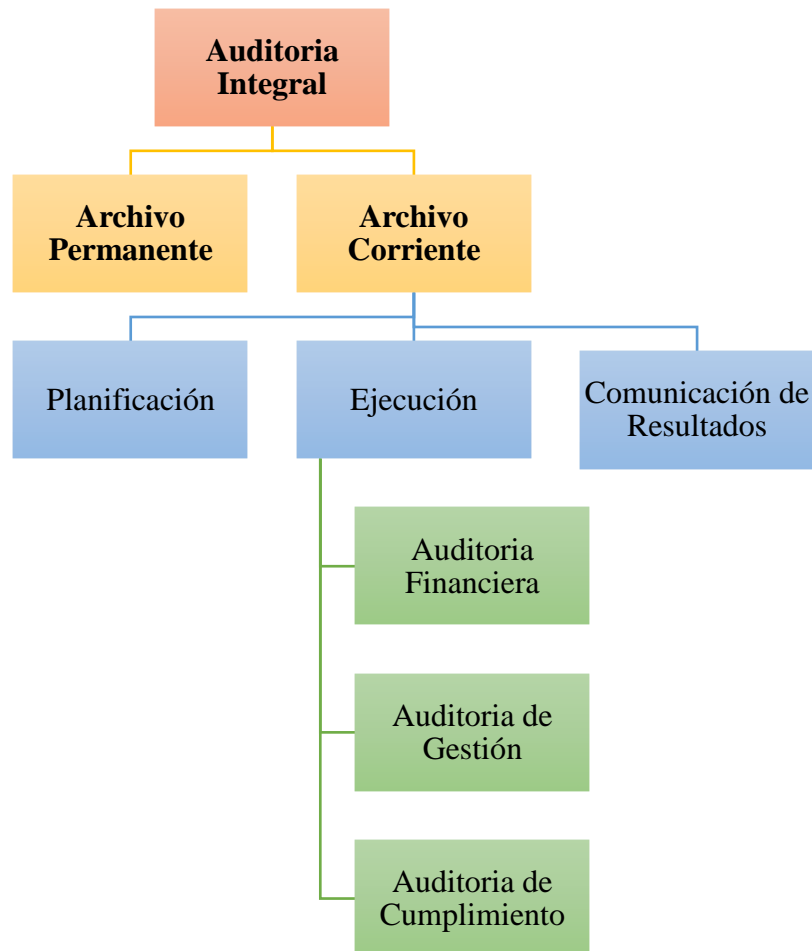 Auditoria
Integral
Archivo
Permanente
Archivo
Corriente
Planificación
Ejecución
Comunicación de
Resultados
Auditoria
Financiera
Auditoria de
Gestión
Auditoria de
Cumplimiento